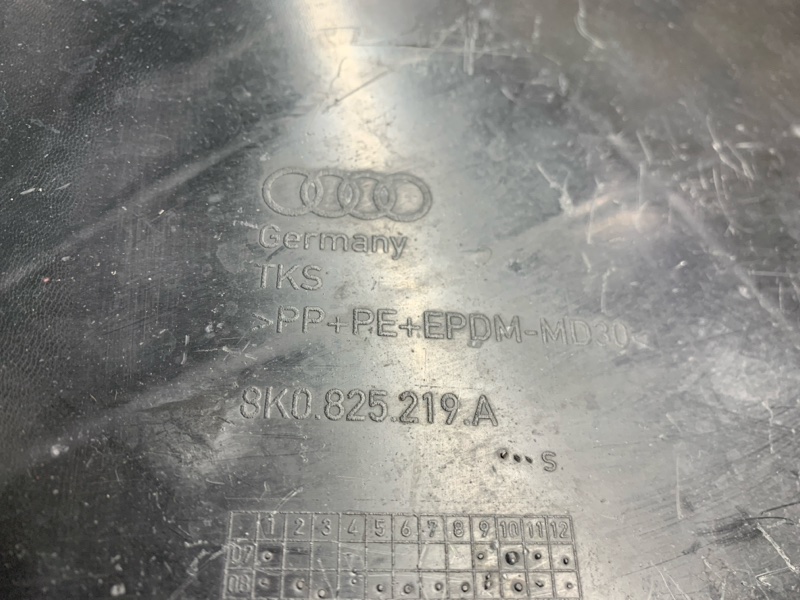 Germany
TKS
>PP+PE+EPDM-MD30<
8K0.825.219.A
S
1 2 3 4 5 6 7 8 9 10 11 12
07
08